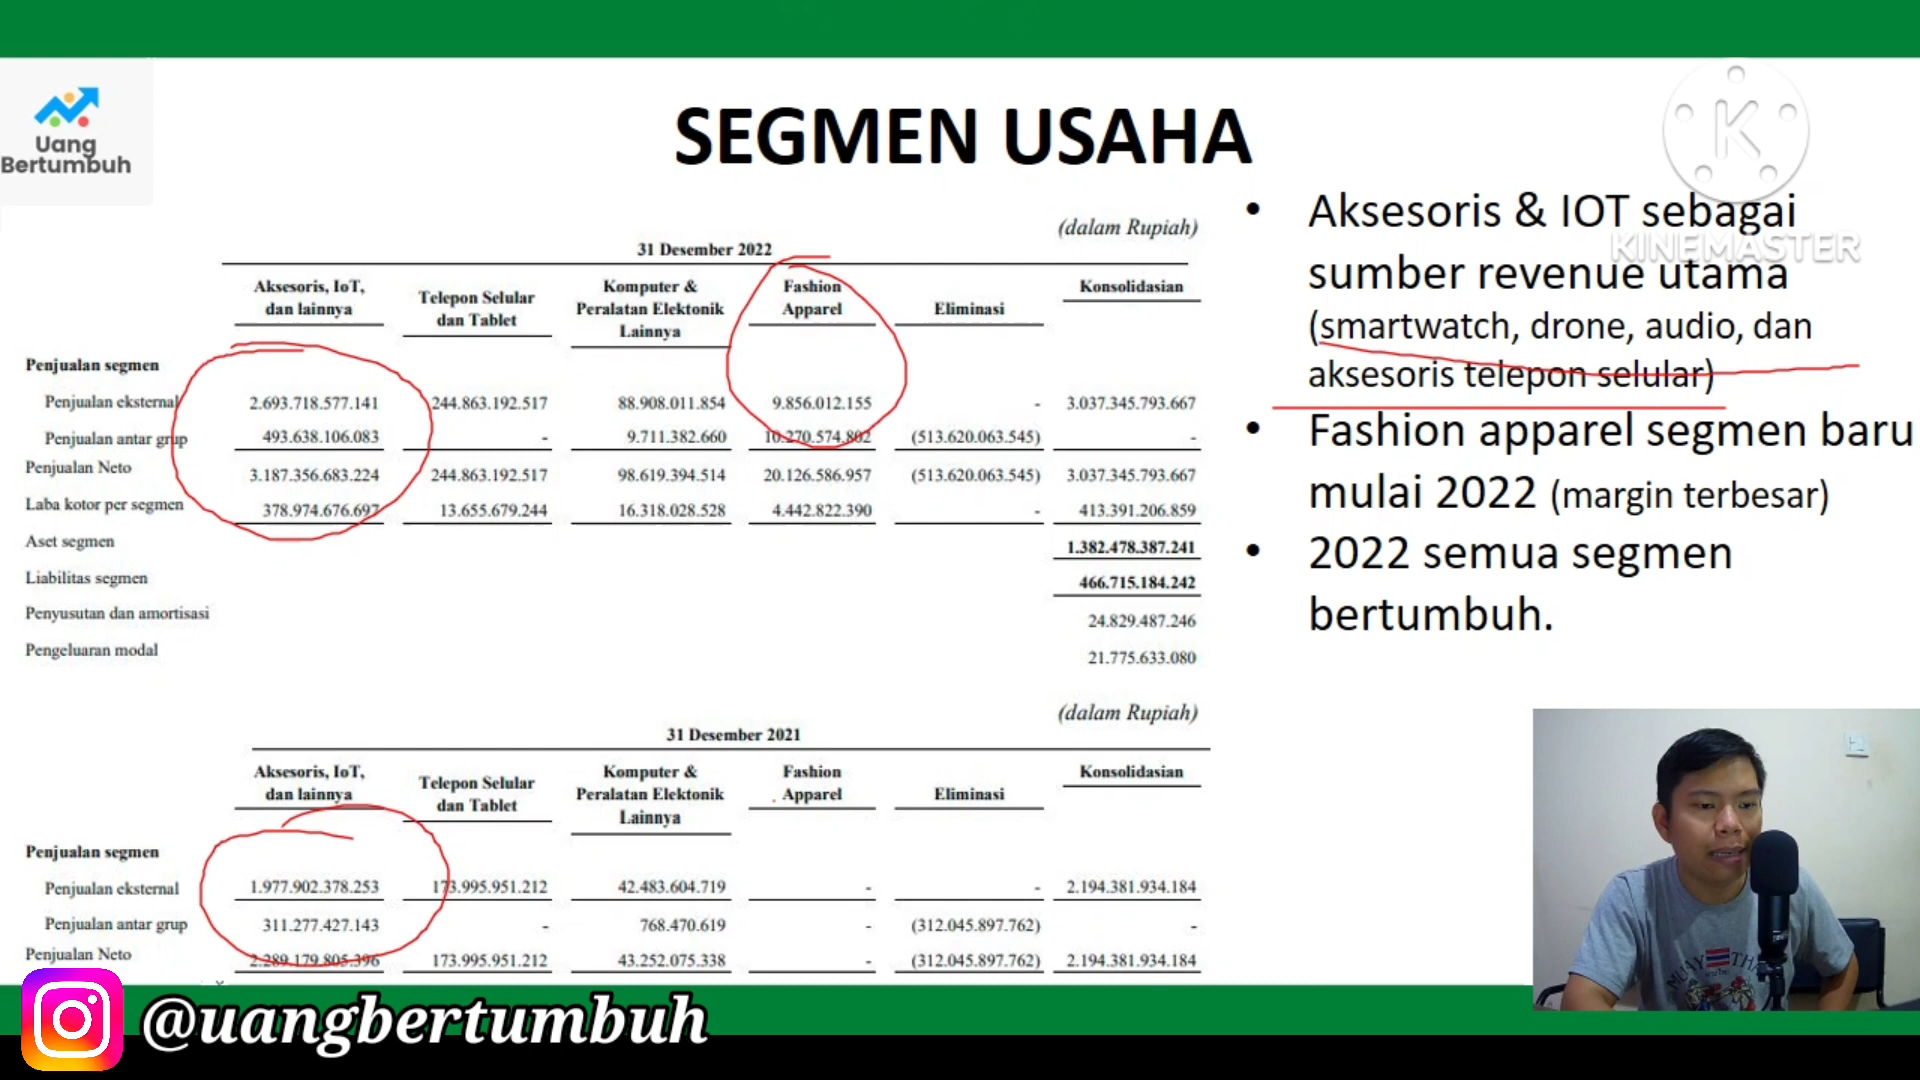 Uang
Bertumbuh
SEGMEN USAHA
KINEMASTER
(dalam Rupiah)
31 Desember 2022
Aksesoris, IoT, dan lainnya Telepon Selular dan Tablet Komputer & Peralatan Elektonik Lainnya Fashion Apparel Eliminasi Konsolidasian
Penjualan segmen
Penjualan eksternal 2.693.718.577.141 244.863.192.517 88.908.011.854 9.856.012.155 - 3.037.345.793.667
Penjualan antar grup 493.638.106.083 - 9.711.382.660 10.270.574.802 (513.620.063.545) -
Penjualan Neto 3.187.356.683.224 244.863.192.517 98.619.394.514 20.126.586.957 (513.620.063.545) 3.037.345.793.667
Laba kotor per segmen 378.974.676.697 13.655.679.244 16.318.028.528 4.442.822.390 - 413.391.206.859
Aset segmen 1.382.478.387.241
Liabilitas segmen 466.715.184.242
Penyusutan dan amortisasi 24.829.487.246
Pengeluaran modal 21.775.633.080
(dalam Rupiah)
31 Desember 2021
Aksesoris, IoT, dan lainnya Telepon Selular dan Tablet Komputer & Peralatan Elektonik Lainnya Fashion Apparel Eliminasi Konsolidasian
Penjualan segmen
Penjualan eksternal 1.977.902.378.253 173.995.951.212 42.483.604.719 - - 2.194.381.934.184
Penjualan antar grup 311.277.427.143 - 768.470.619 - (312.045.897.762) -
Penjualan Neto 2.289.179.805.396 173.995.951.212 43.252.075.338 - (312.045.897.762) 2.194.381.934.184
• Aksesoris & IOT sebagai
sumber revenue utama
(smartwatch, drone, audio, dan
aksesoris telepon selular)
• Fashion apparel segmen baru
mulai 2022 (margin terbesar)
• 2022 semua segmen
bertumbuh.
MUAY THA
@uangbertumbuh